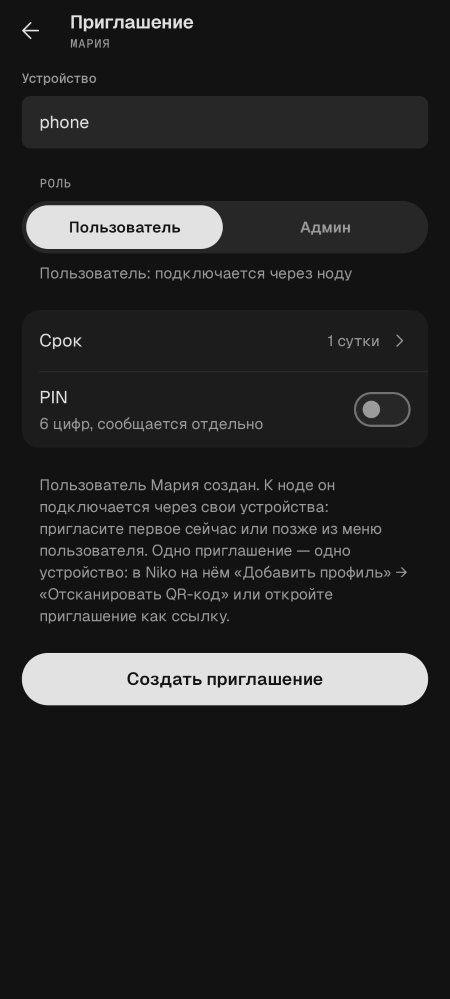 Приглашение
МАРИЯ
Устройство
phone
РОЛЬ
Пользователь
Админ
Пользователь: подключается через ноду
Срок
1 сутки
PIN
6 цифр, сообщается отдельно
Пользователь Мария создан. К ноде он
подключается через свои устройства:
пригласите первое сейчас или позже из меню
пользователя. Одно приглашение — одно
устройство: в Niko на нём «Добавить профиль» →
«Отсканировать QR-код» или откройте
приглашение как ссылку.
Создать приглашение